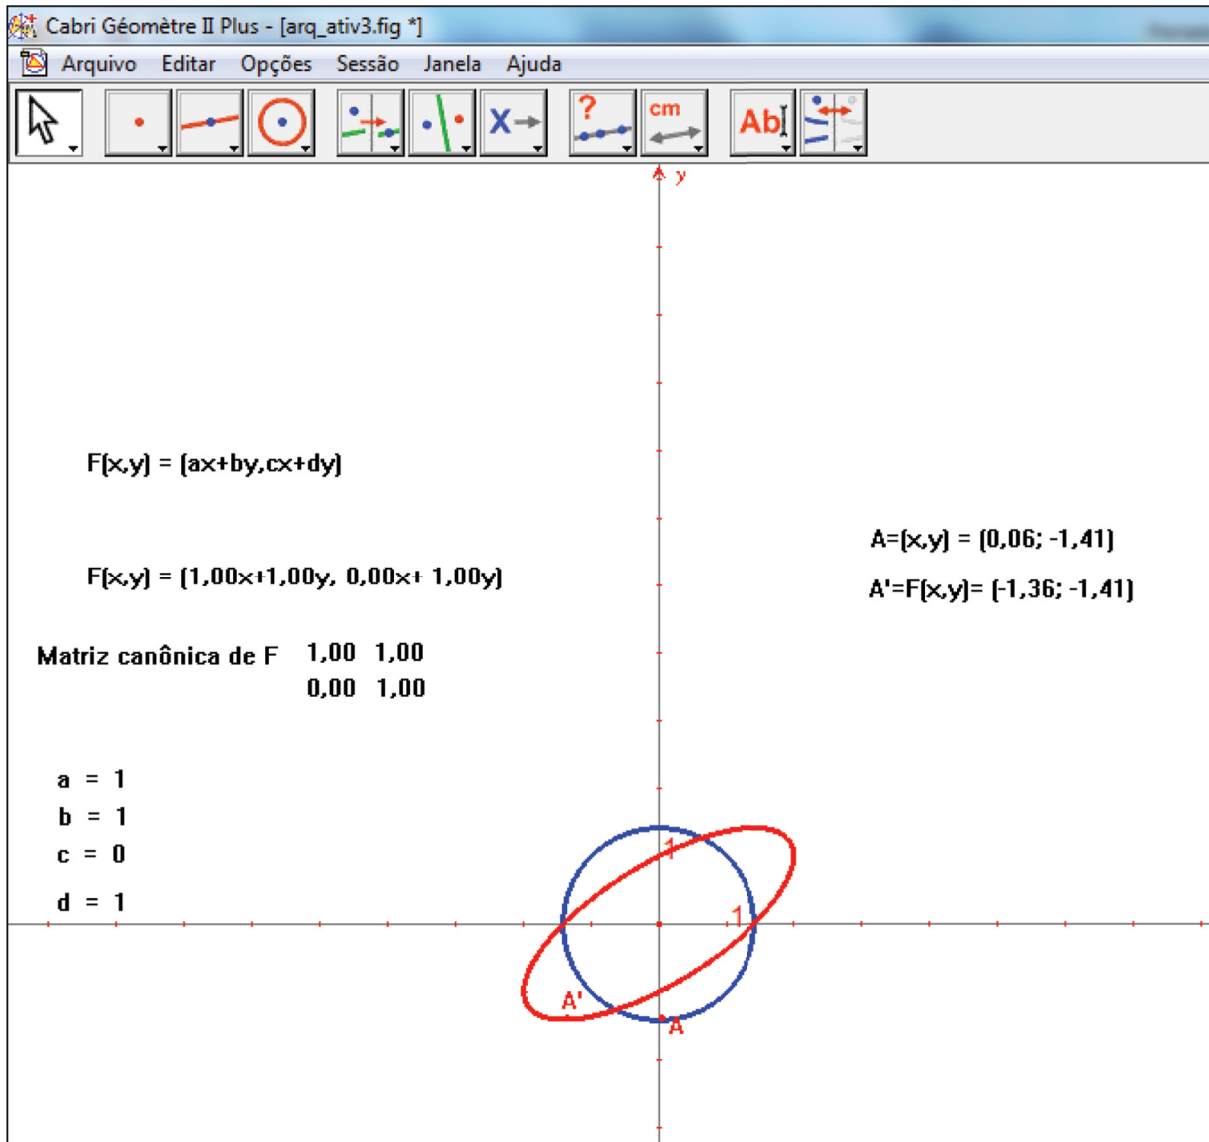 Cabri Géomètre II Plus - [arq_ativ3.fig *]
Arquivo Editar Opções Sessão Janela Ajuda
? cm Ab X
y
F(x,y) = (ax+by,cx+dy)
A=(x,y) = (0,06; -1,41)
F(x,y) = (1,00x+1,00y, 0,00x+ 1,00y)
A'=F(x,y)= (-1,36; -1,41)
Matriz canônica de F 1,00 1,00
0,00 1,00
a = 1
b = 1
c = 0
d = 1
1
1
A'
A